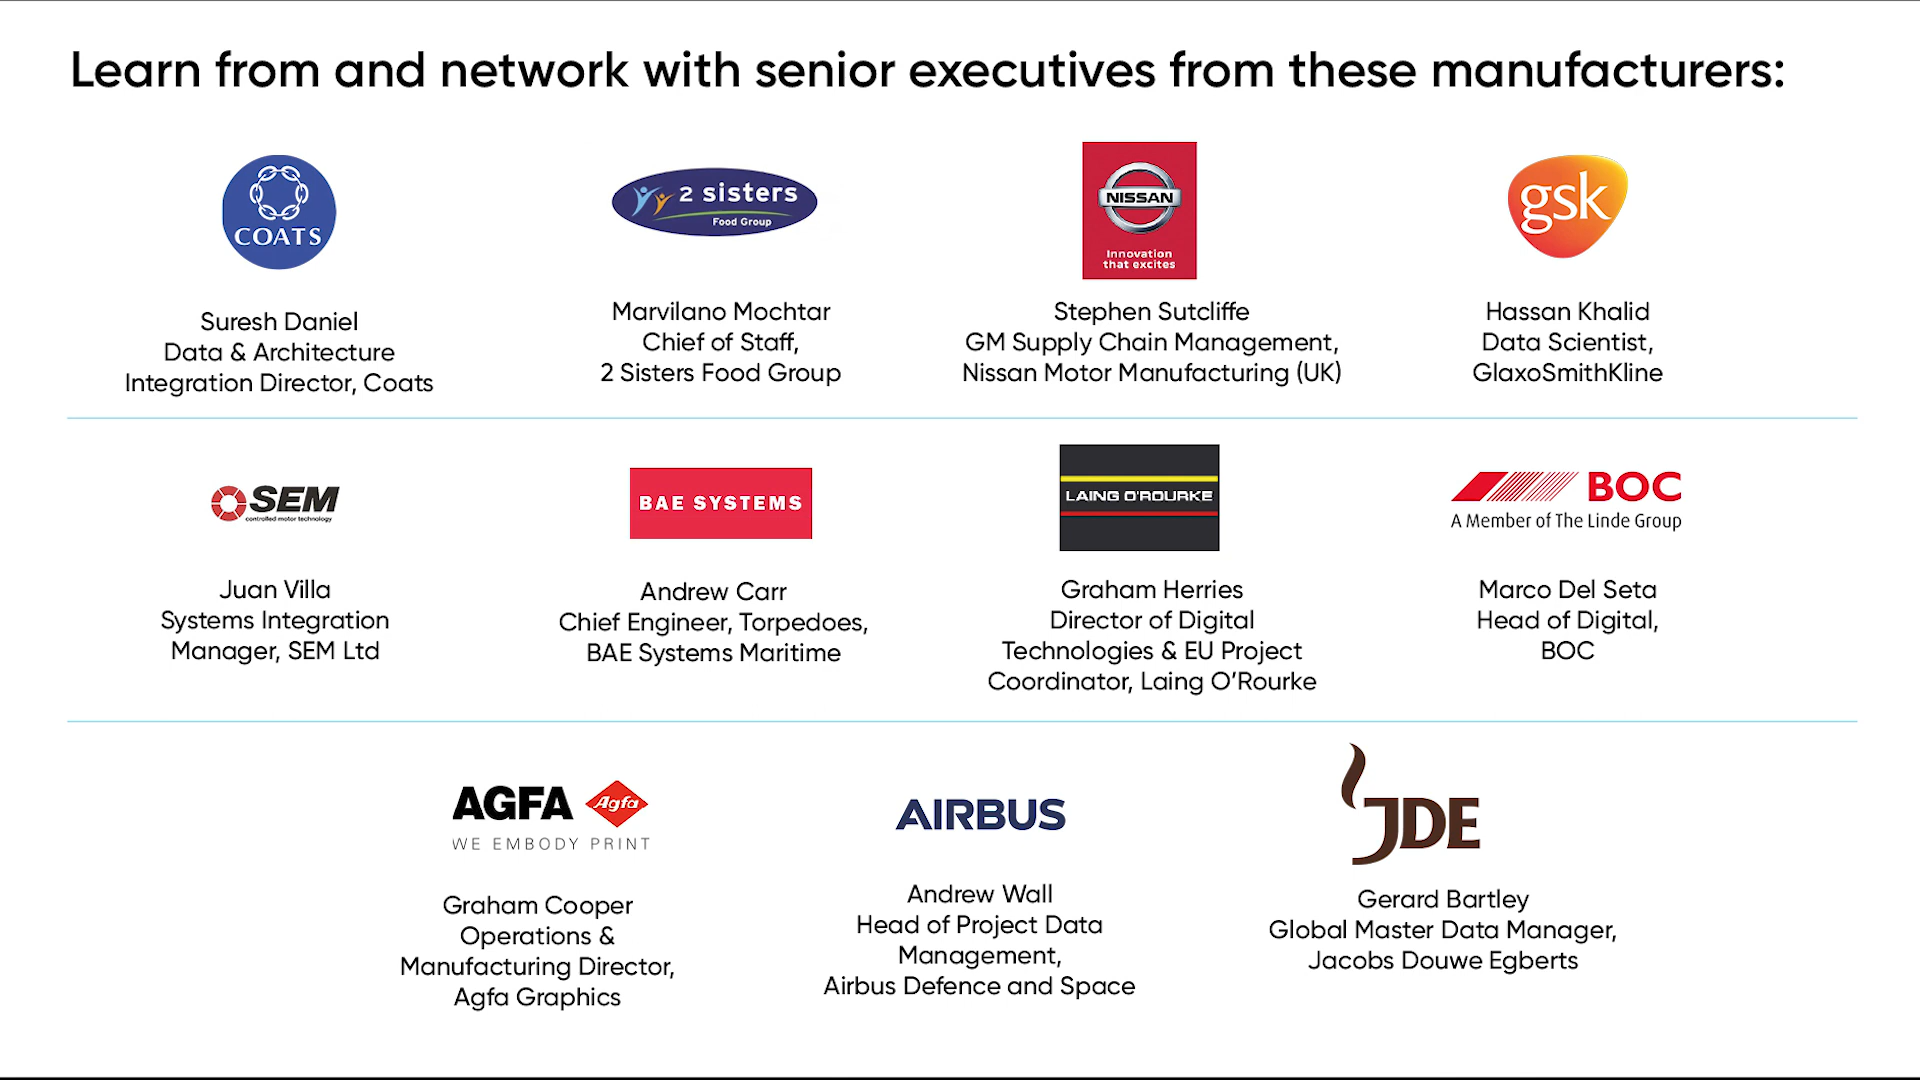 Learn from and network with senior executives from these manufacturers:
COATS
Suresh Daniel
Data & Architecture
Integration Director, Coats
2 sisters
Food Group
Marvilano Mochtar
Chief of Staff,
2 Sisters Food Group
NISSAN
Innovation
that excites
Stephen Sutcliffe
GM Supply Chain Management,
Nissan Motor Manufacturing (UK)
gsk
Hassan Khalid
Data Scientist,
GlaxoSmithKline
SEM
controlled motor technology
Juan Villa
Systems Integration
Manager, SEM Ltd
BAE SYSTEMS
Andrew Carr
Chief Engineer, Torpedoes,
BAE Systems Maritime
LAING O'ROURKE
Graham Herries
Director of Digital
Technologies & EU Project
Coordinator, Laing O’Rourke
BOC
A Member of The Linde Group
Marco Del Seta
Head of Digital,
BOC
AGFA Agfa
WE EMBODY PRINT
Graham Cooper
Operations &
Manufacturing Director,
Agfa Graphics
AIRBUS
Andrew Wall
Head of Project Data
Management,
Airbus Defence and Space
JDE
Gerard Bartley
Global Master Data Manager,
Jacobs Douwe Egberts